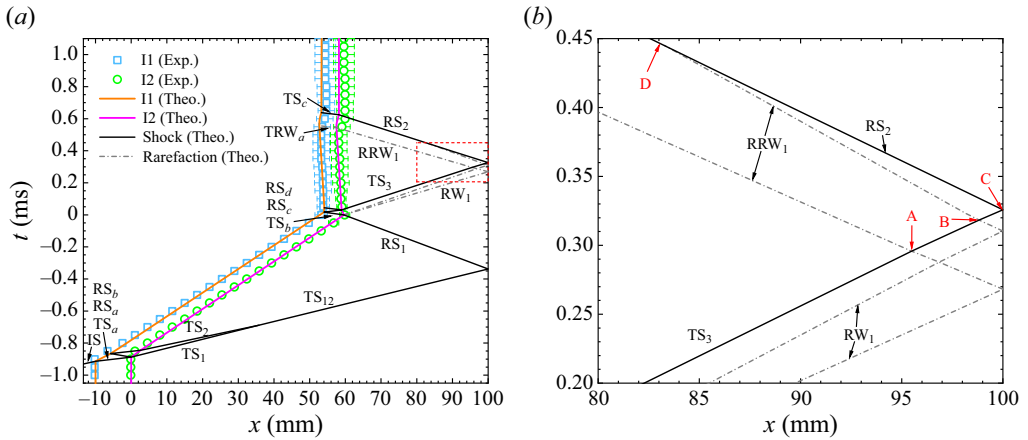 (a)
(b)
1.0
0.8
0.6
0.4
0.2
0
–0.2
–0.4
–0.6
–0.8
–1.0
t (ms)
I1 (Exp.)
I2 (Exp.)
I1 (Theo.)
I2 (Theo.)
Shock (Theo.)
Rarefaction (Theo.)
TSc
TRWa
RS2
RRW1
TS3
RW1
RSd
RSc
TSb
RS1
TS12
RSb
RSa
TSa
IS
TS2
TS1
–10 0 10 20 30 40 50 60 70 80 90 100
x (mm)
0.45
0.40
0.35
0.30
0.25
0.20
D
RRW1
RS2
C
A
B
TS3
RW1
80 85 90 95 100
x (mm)